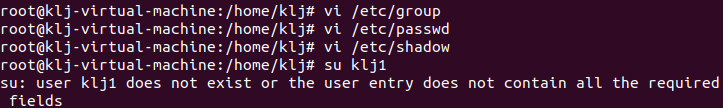 root@klj-virtual-machine:/home/klj# vi /etc/group
root@klj-virtual-machine:/home/klj# vi /etc/passwd
root@klj-virtual-machine:/home/klj# vi /etc/shadow
root@klj-virtual-machine:/home/klj# su klj1
su: user klj1 does not exist or the user entry does not contain all the required
 fields